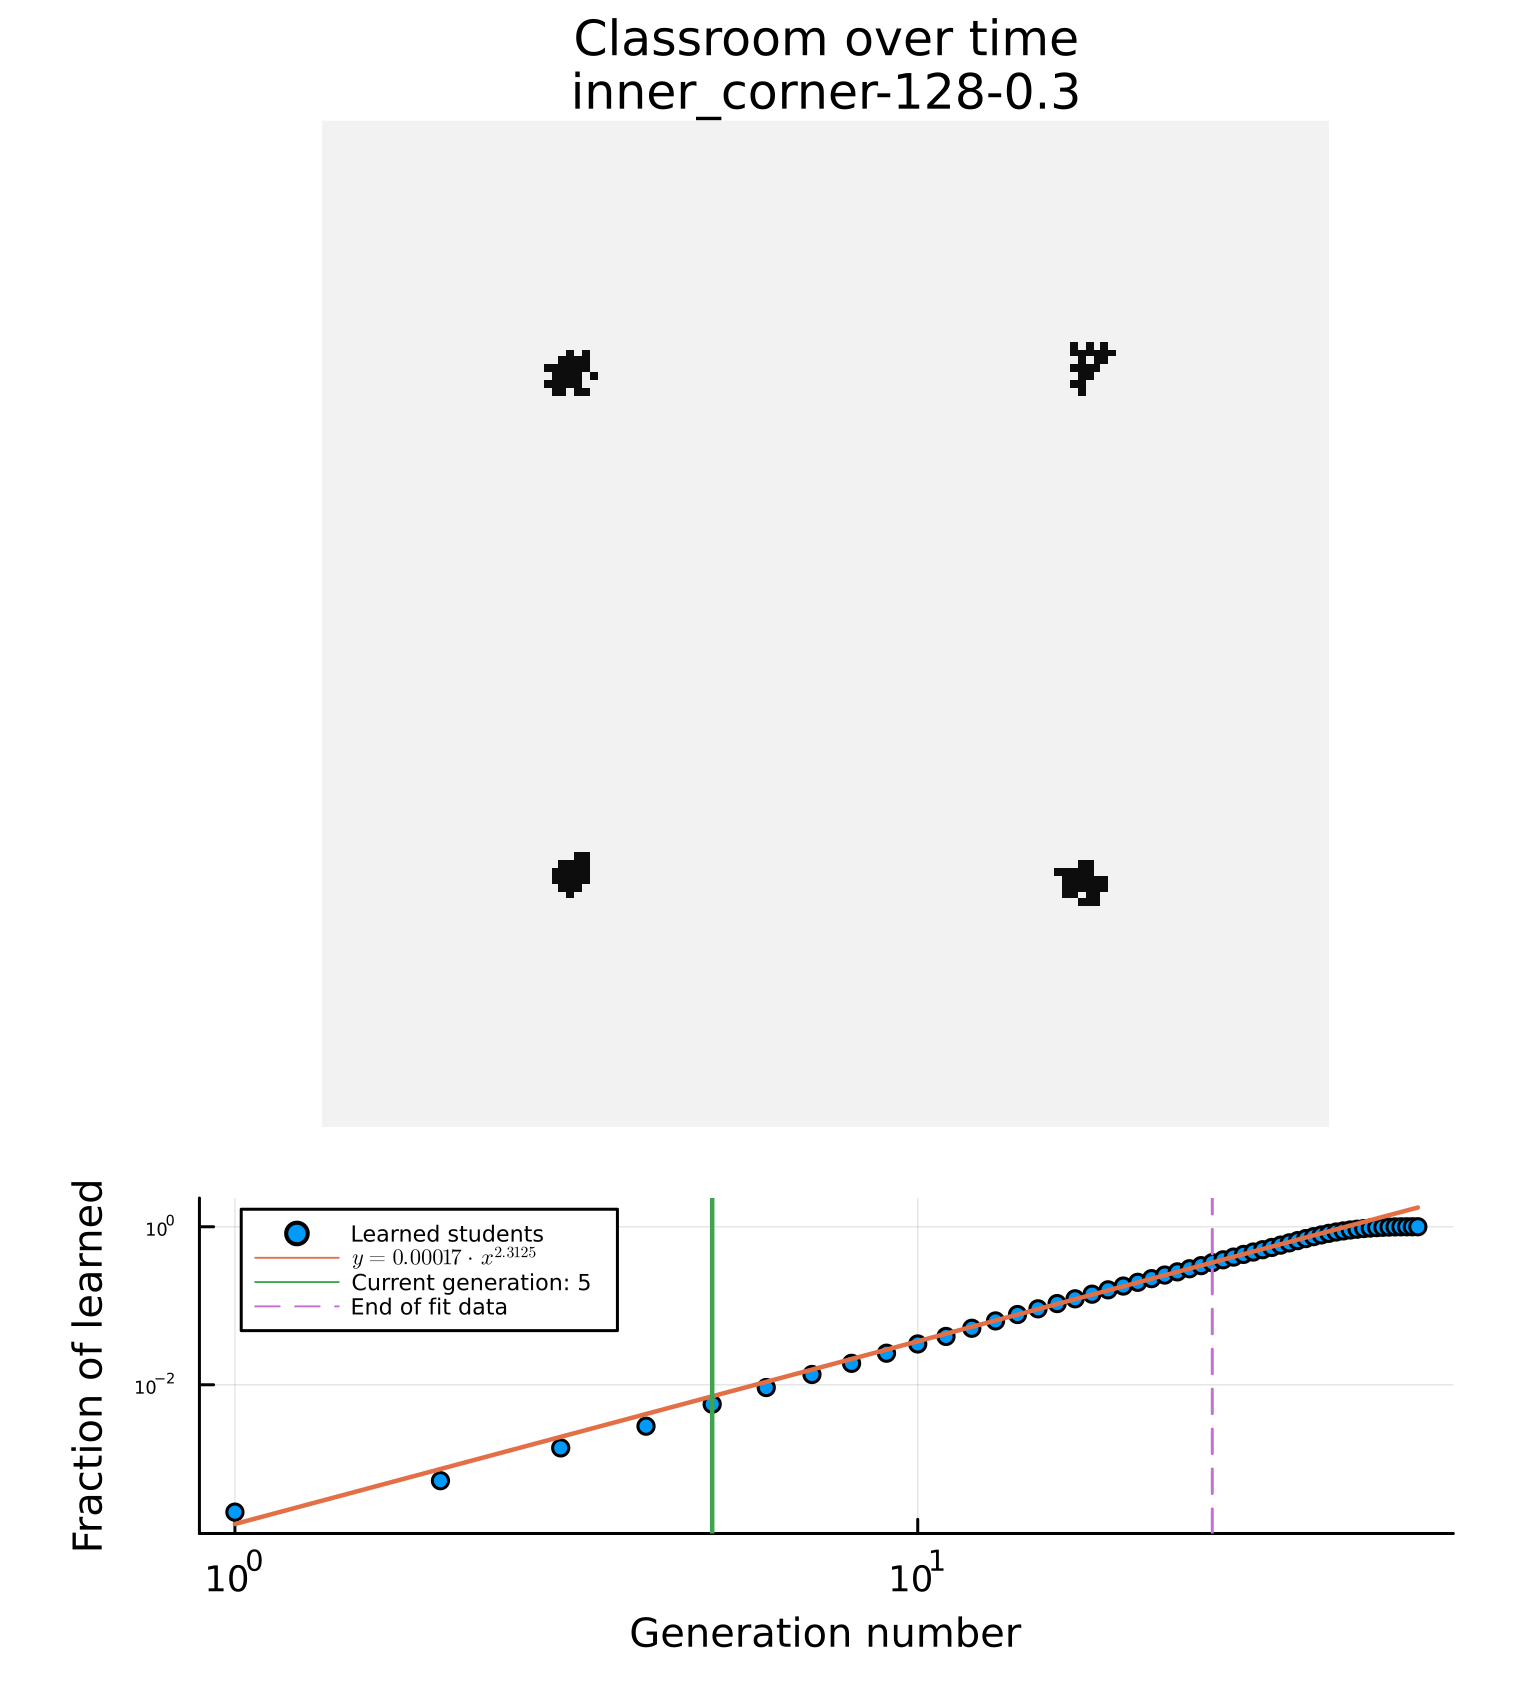 Classroom over time
inner_corner-128-0.3
Fraction of learned
10^0
10^-2
Learned students
y = 0.00017 · x^2.3125
Current generation: 5
End of fit data
10^0
10^1
Generation number